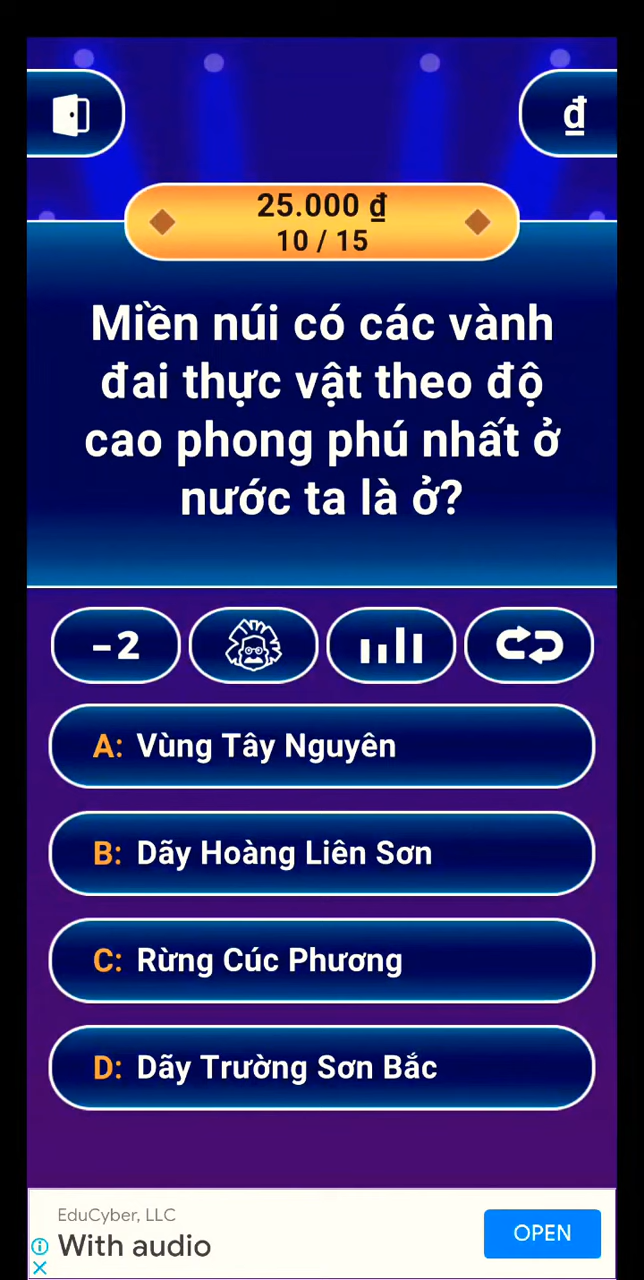 đ
25.000 đ
10 / 15
Miền núi có các vành
đai thực vật theo độ
cao phong phú nhất ở
nước ta là ở?
-2
A: Vùng Tây Nguyên
B: Dãy Hoàng Liên Sơn
C: Rừng Cúc Phương
D: Dãy Trường Sơn Bắc
EduCyber, LLC
With audio
OPEN